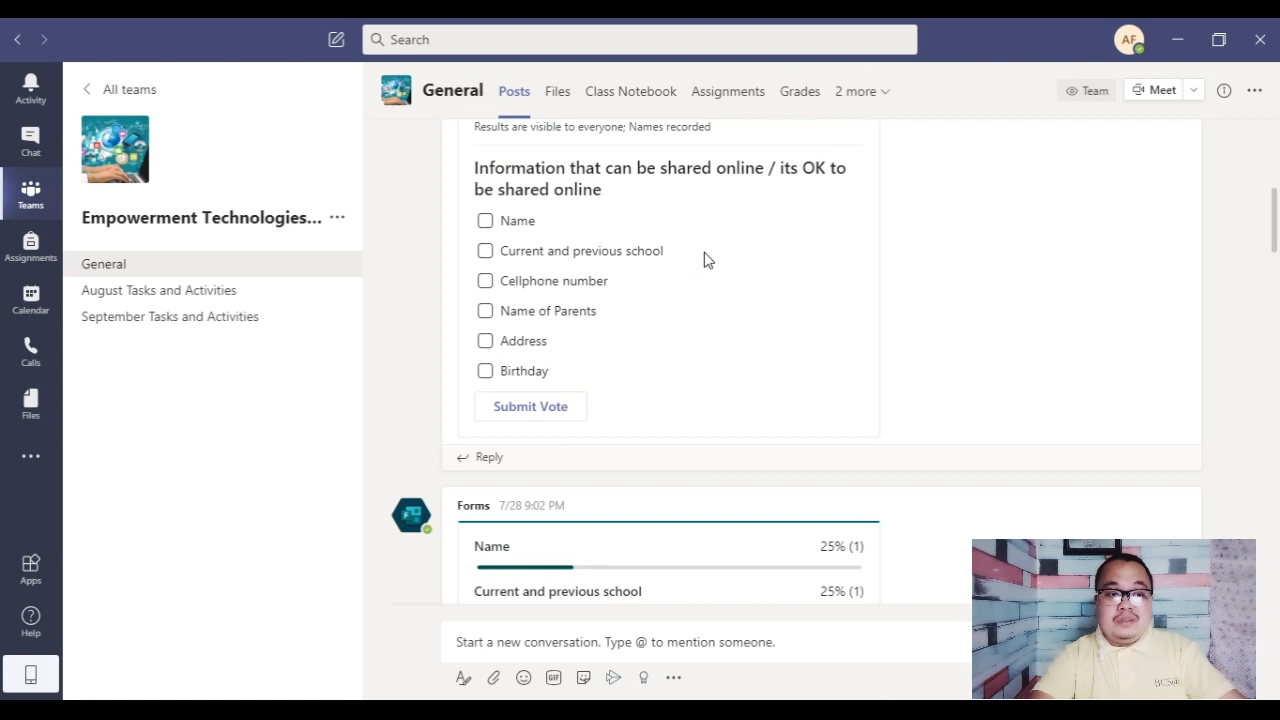 Search
AF
Activity
Chat
Teams
Assignments
Calendar
Calls
Files
Apps
Help
All teams
Empowerment Technologies...
General
August Tasks and Activities
September Tasks and Activities
General
Posts
Files
Class Notebook
Assignments
Grades
2 more
Team
Meet
Results are visible to everyone; Names recorded
Information that can be shared online / its OK to
be shared online
Name
Current and previous school
Cellphone number
Name of Parents
Address
Birthday
Submit Vote
Reply
Forms 7/28 9:02 PM
Name 25% (1)
Current and previous school 25% (1)
Start a new conversation. Type @ to mention someone.
GIF